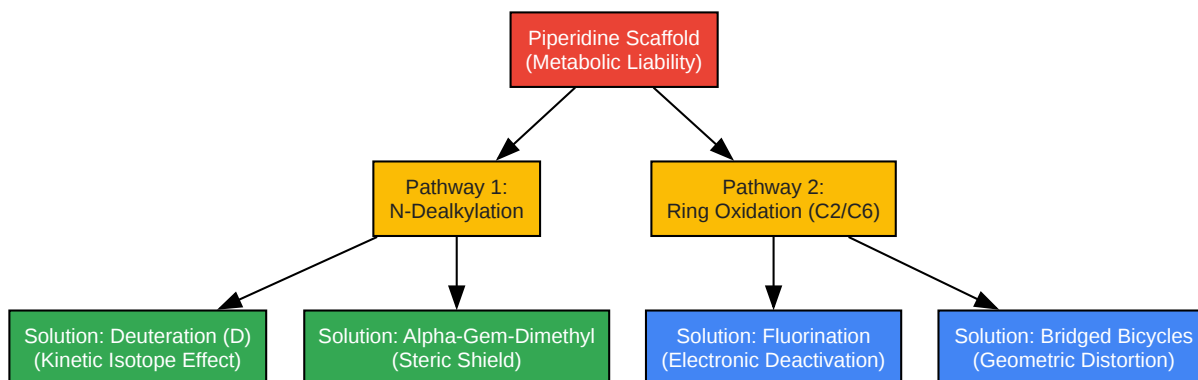 Piperidine Scaffold
(Metabolic Liability)
Pathway 1:
N-Dealkylation
Pathway 2:
Ring Oxidation (C2/C6)
Solution: Deuteration (D)
(Kinetic Isotope Effect)
Solution: Alpha-Gem-Dimethyl
(Steric Shield)
Solution: Fluorination
(Electronic Deactivation)
Solution: Bridged Bicycles
(Geometric Distortion)